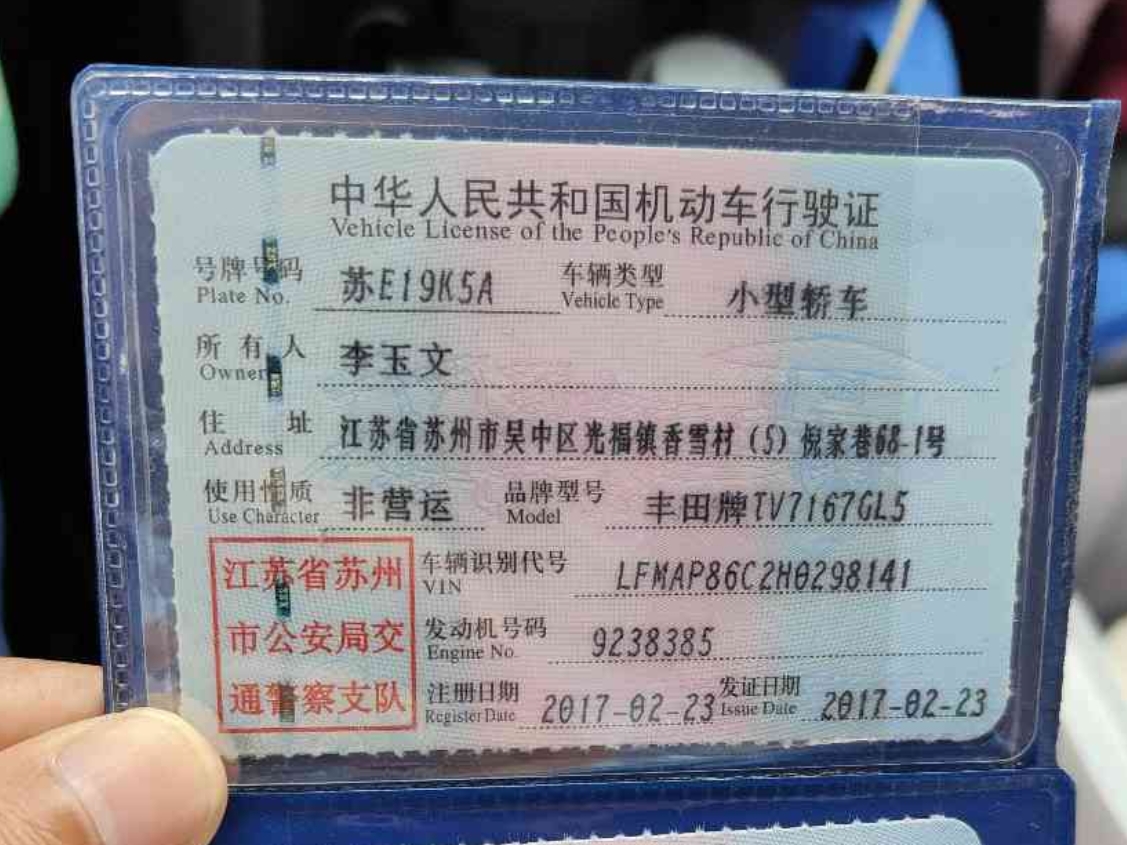 中华人民共和国机动车行驶证
Vehicle License of the People's Republic of China
号牌号码 苏E19K5A 车辆类型 小型轿车
Plate No. Vehicle Type
所有人 李玉文
Owner
住址 江苏省苏州市吴中区光福镇香雪村(5)倪家巷68-1号
Address
使用性质 非营运 品牌型号 丰田牌TV7167GL5
Use Character Model
江苏省苏州 车辆识别代号 LFMAP86C2H0298141
VIN
市公安局交 发动机号码 9238385
Engine No.
通警察支队 注册日期 2017-02-23 发证日期 2017-02-23
Register Date Issue Date